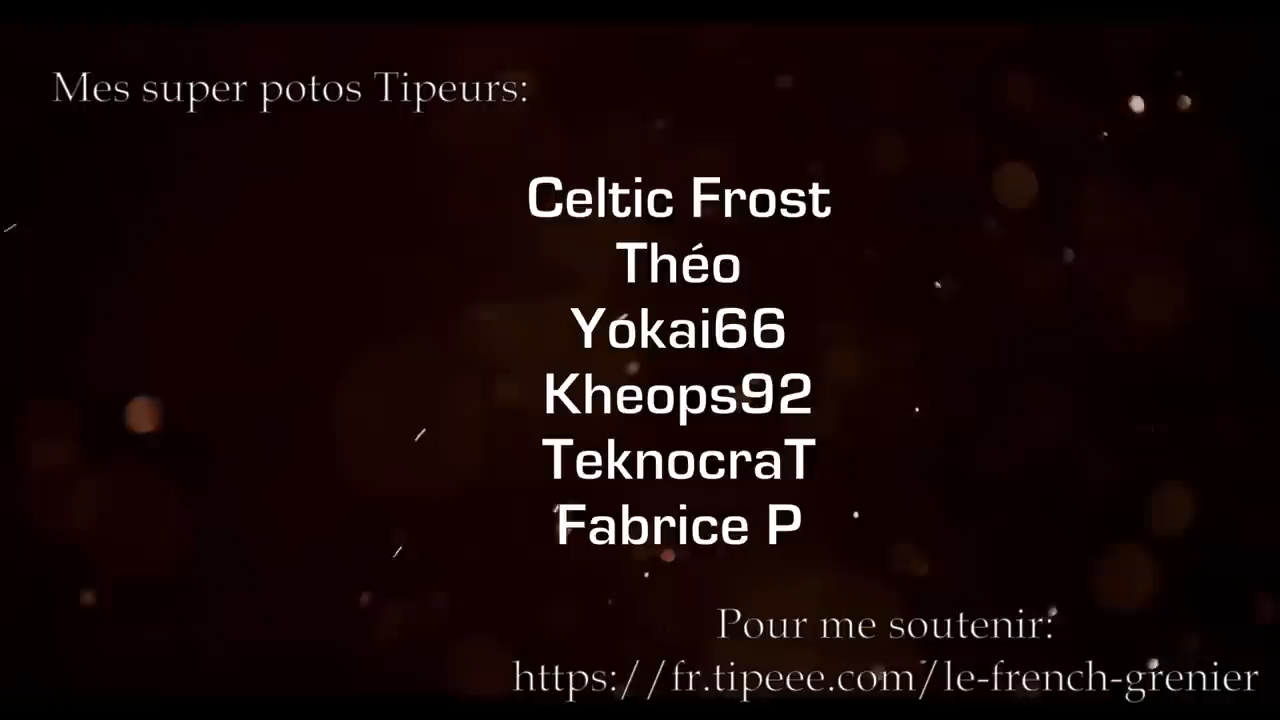 Mes super potos Tipeurs:
Celtic Frost
Théo
Yokai66
Kheops92
TeknocraT
Fabrice P
Pour me soutenir:
https://fr.tipeee.com/le-french-grenier